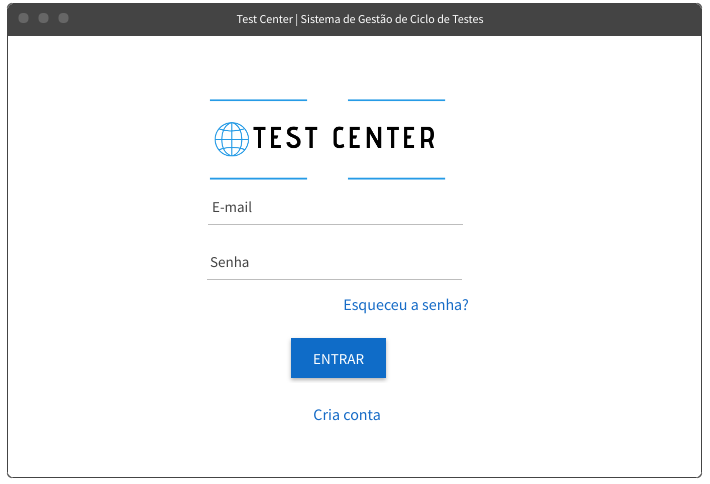 Test Center | Sistema de Gestão de Ciclo de Testes
TEST CENTER
E-mail
Senha
Esqueceu a senha?
ENTRAR
Cria conta